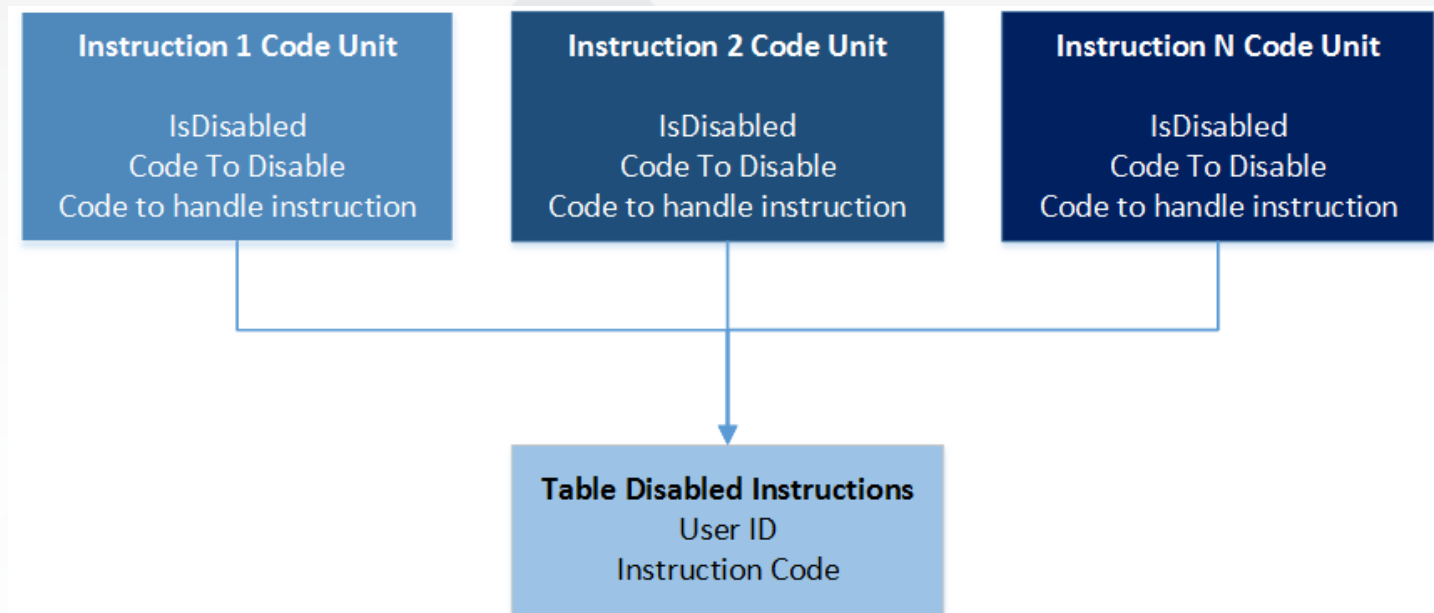 Instruction 1 Code Unit
IsDisabled
Code To Disable
Code to handle instruction
Instruction 2 Code Unit
IsDisabled
Code To Disable
Code to handle instruction
Instruction N Code Unit
IsDisabled
Code To Disable
Code to handle instruction
Table Disabled Instructions
User ID
Instruction Code